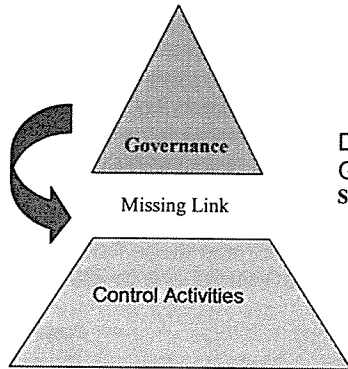 Governance
Missing Link
Control Activities
D
G
S